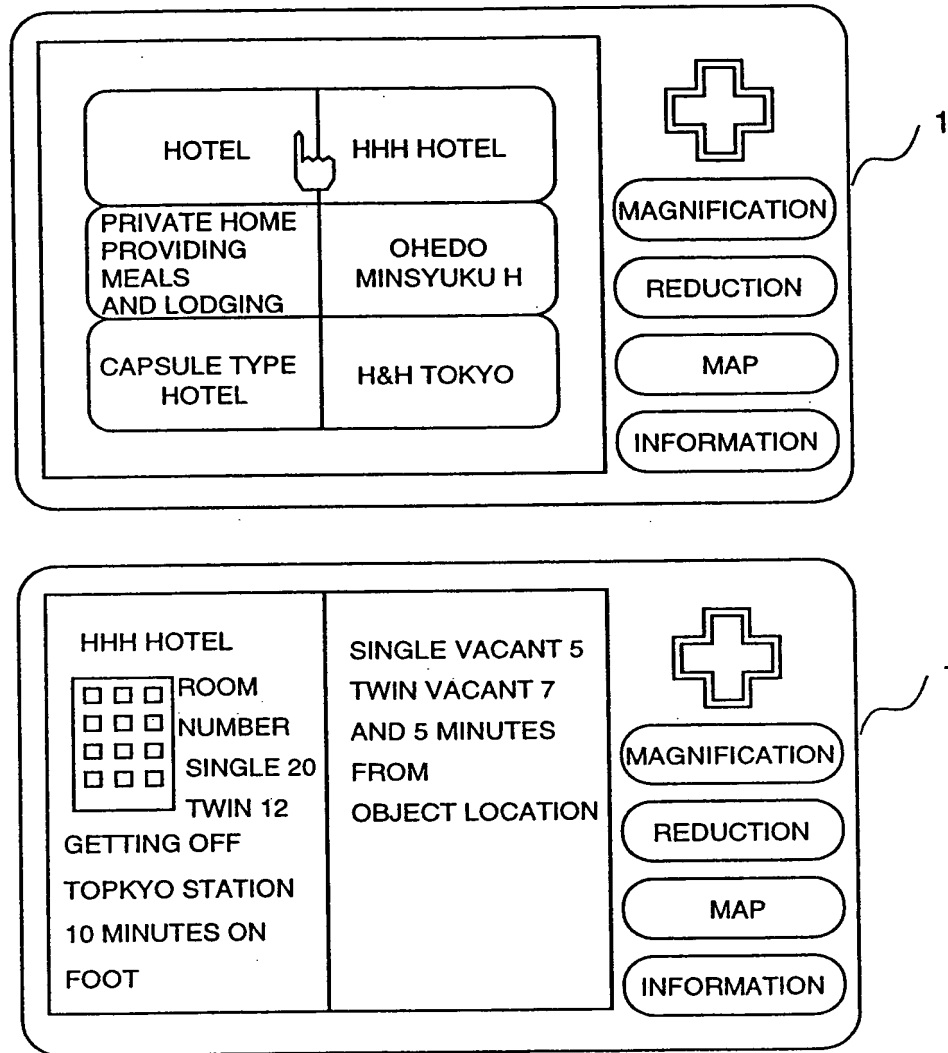 HOTEL
HHH HOTEL
PRIVATE HOME
PROVIDING
MEALS
AND LODGING
OHEDO
MINSYUKU H
CAPSULE TYPE
HOTEL
H&H TOKYO
MAGNIFICATION
REDUCTION
MAP
INFORMATION
1
HHH HOTEL
ROOM
NUMBER
SINGLE 20
TWIN 12
GETTING OFF
TOPKYO STATION
10 MINUTES ON
FOOT
SINGLE VACANT 5
TWIN VACANT 7
AND 5 MINUTES
FROM
OBJECT LOCATION
MAGNIFICATION
REDUCTION
MAP
INFORMATION